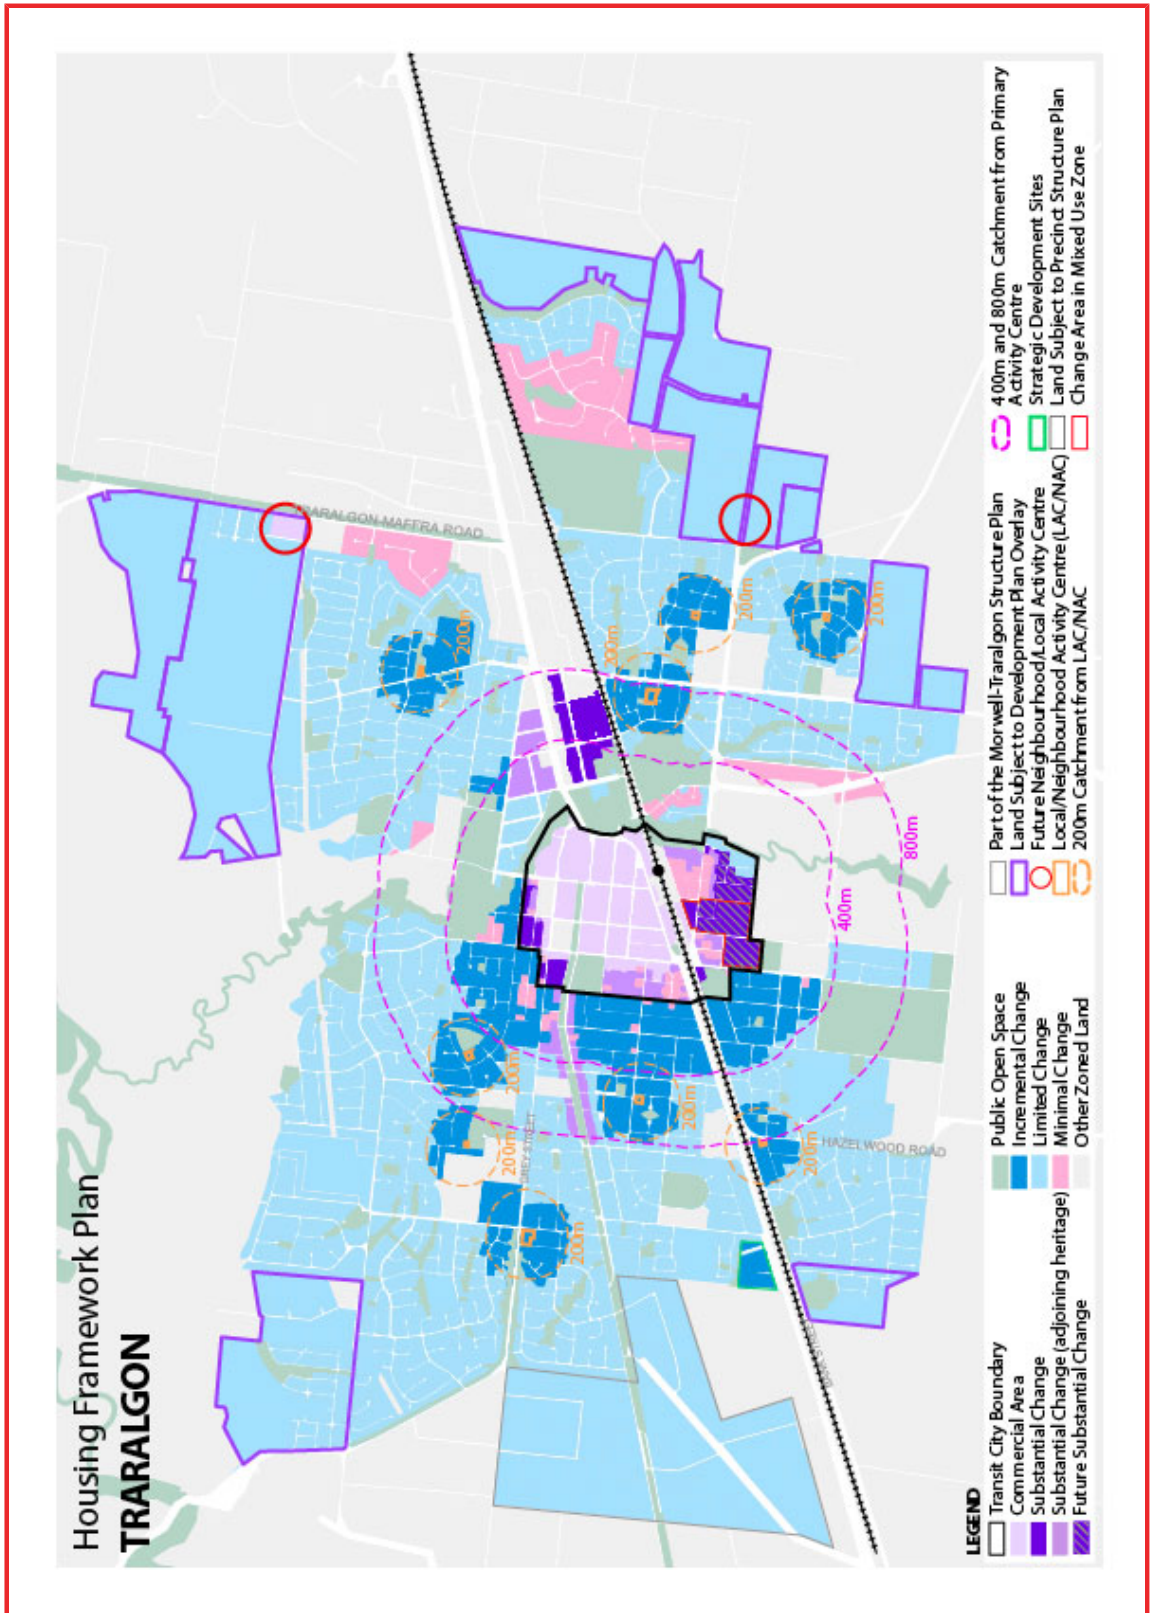 Housing Framework Plan
TRARALGON
TRARALGON-MAFFRA ROAD
200m
200m
200m
200m
200m
200m
200m
GREY STREET
200m
200m
200m
400m
800m
HAZELWOOD ROAD
LEGEND
Transit City Boundary
Commercial Area
Substantial Change
Substantial Change (adjoining heritage)
Future Substantial Change
Public Open Space
Incremental Change
Limited Change
Minimal Change
Other Zoned Land
Part of the Morwell-Traralgon Structure Plan
Land Subject to Development Plan Overlay
Future Neighbourhood/Local Activity Centre
Local/Neighbourhood Activity Centre (LAC/NAC)
200m Catchment from LAC/NAC
400m and 800m Catchment from Primary
Activity Centre
Strategic Development Sites
Land Subject to Precinct Structure Plan
Change Area in Mixed Use Zone